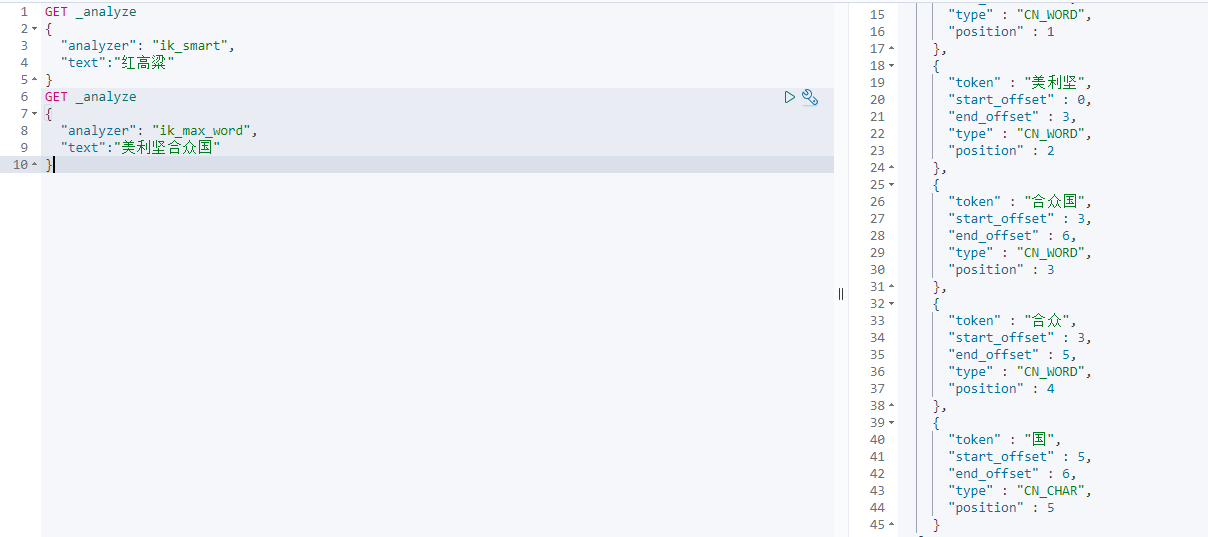 1 GET _analyze
2 {
3 "analyzer": "ik_smart",
4 "text":"红高粱"
5 }
6 GET _analyze
7 {
8 "analyzer": "ik_max_word",
9 "text":"美利坚合众国"
10 }
15 "type" : "CN_WORD",
16 "position" : 1
17 },
18 {
19 "token" : "美利坚",
20 "start_offset" : 0,
21 "end_offset" : 3,
22 "type" : "CN_WORD",
23 "position" : 2
24 },
25 {
26 "token" : "合众国",
27 "start_offset" : 3,
28 "end_offset" : 6,
29 "type" : "CN_WORD",
30 "position" : 3
31 },
32 {
33 "token" : "合众",
34 "start_offset" : 3,
35 "end_offset" : 5,
36 "type" : "CN_WORD",
37 "position" : 4
38 },
39 {
40 "token" : "国",
41 "start_offset" : 5,
42 "end_offset" : 6,
43 "type" : "CN_CHAR",
44 "position" : 5
45 }